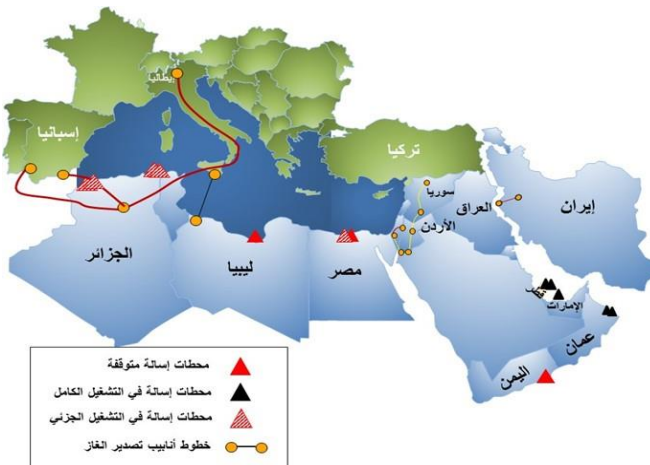 إيطاليا
إسبانيا
تركيا
سوريا
العراق
إيران
الأردن
الجزائر
ليبيا
مصر
قطر
الإمارات
عمان
اليمن
محطات إسالة متوقفة
محطات إسالة في التشغيل الكامل
محطات إسالة في التشغيل الجزئي
خطوط أنابيب تصدير الغاز